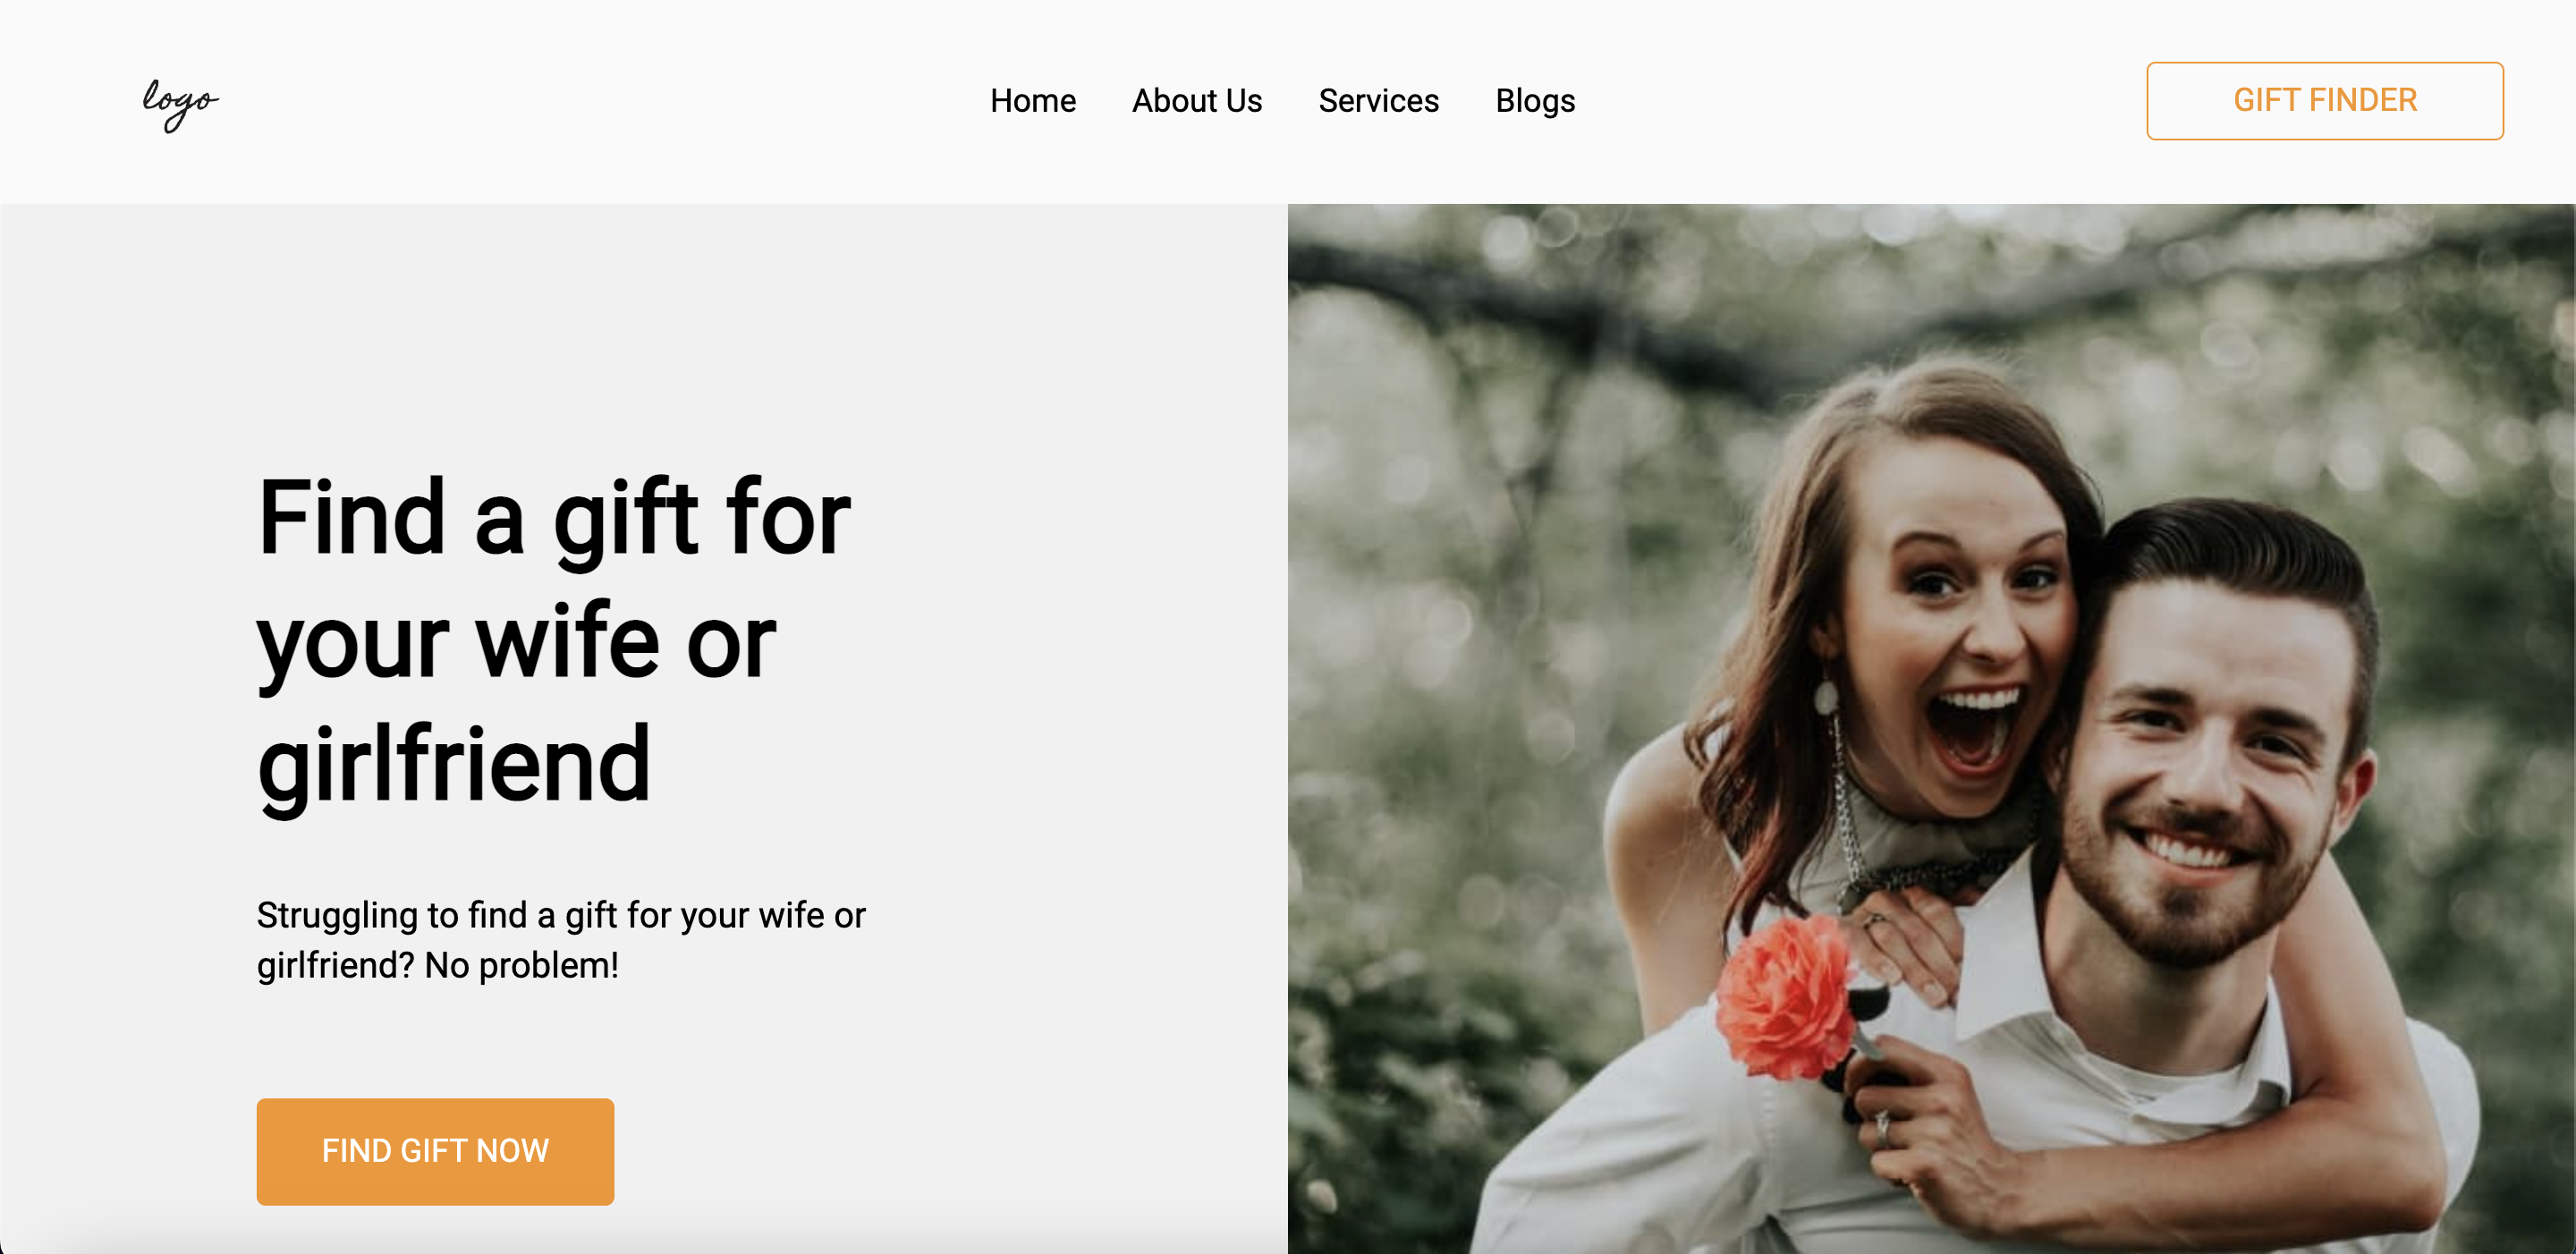 logo
Home
About Us
Services
Blogs
GIFT FINDER
Find a gift for
your wife or
girlfriend
Struggling to find a gift for your wife or
girlfriend? No problem!
FIND GIFT NOW